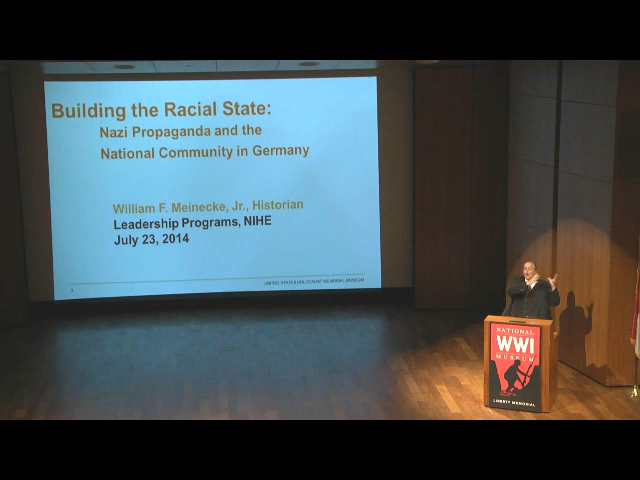 Building the Racial State:
Nazi Propaganda and the
National Community in Germany
William F. Meinecke, Jr., Historian
Leadership Programs, NIHE
July 23, 2014
UNITED STATES HOLOCAUST MEMORIAL MUSEUM
NATIONAL
WWI
MUSEUM
LIBERTY MEMORIAL